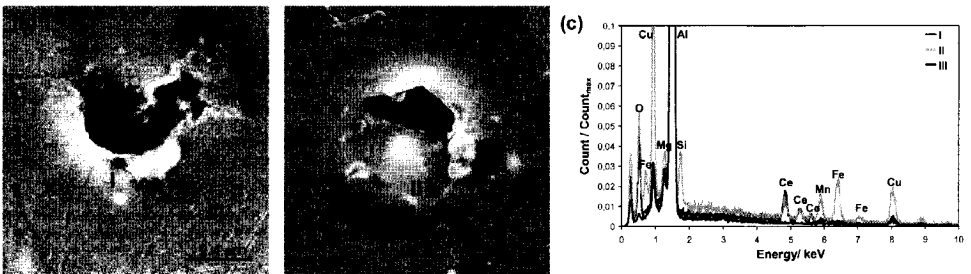 (c)
Count / Count max
0,1
0,09
0,08
0,07
0,06
0,05
0,04
0,03
0,02
0,01
0
Cu
Al
I
II
III
O
Fe
Mg
Si
Ce
Ce
Ce
Mn
Fe
Fe
Cu
0 1 2 3 4 5 6 7 8 9 10
Energy/ keV